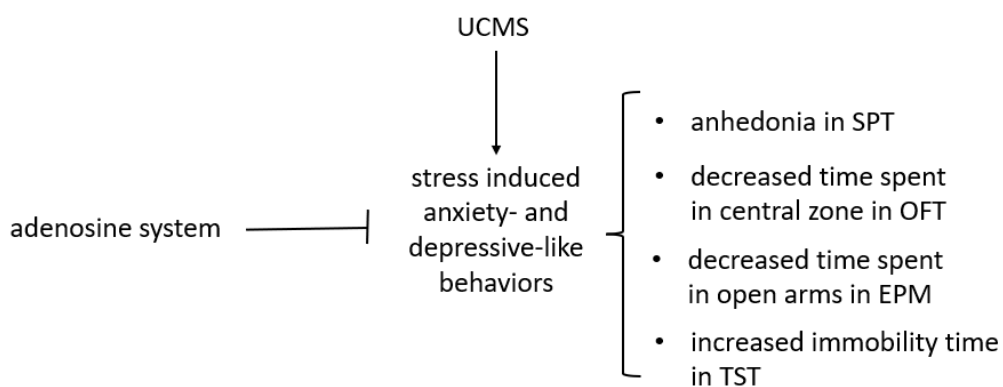 UCMS
adenosine system
stress induced
anxiety- and
depressive-like
behaviors
• anhedonia in SPT
• decreased time spent
in central zone in OFT
• decreased time spent
in open arms in EPM
• increased immobility time
in TST